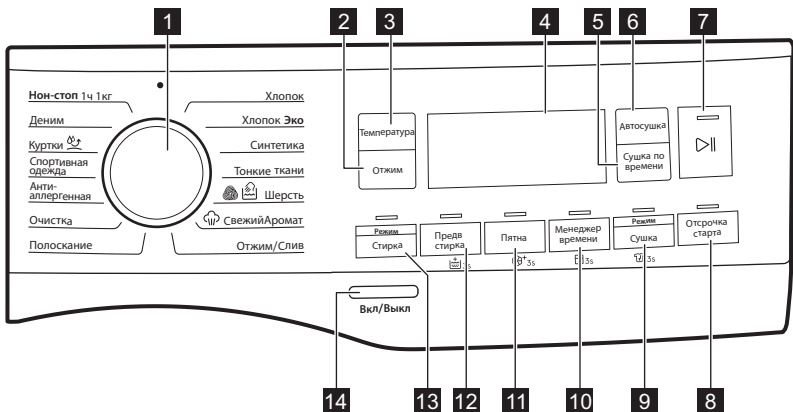 1
2
3
4
5
6
7
Нон-стоп 1ч 1кг
Деним
Куртки
Спортивная
одежда
Анти-
аллергенная
Очистка
Полоскание
Хлопок
Хлопок Эко
Синтетика
Тонкие ткани
Шерсть
СвежийАромат
Отжим/Слив
Температура
Отжим
Автосушка
Сушка по
времени
Режим
Стирка
Предв
стирка
3s
Пятна
3s
Менеджер
времени
3s
Режим
Сушка
3s
Отсрочка
старта
Вкл/Выкл
14
13
12
11
10
9
8